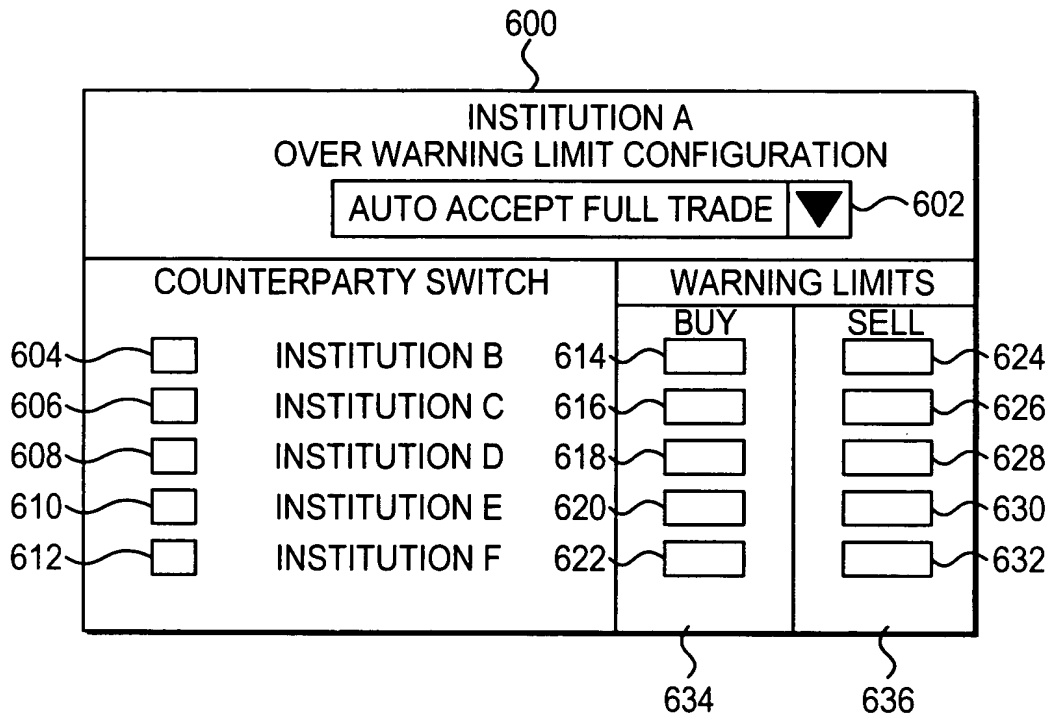 600
INSTITUTION A
OVER WARNING LIMIT CONFIGURATION
AUTO ACCEPT FULL TRADE 602
COUNTERPARTY SWITCH WARNING LIMITS
BUY SELL
604 INSTITUTION B 614 624
606 INSTITUTION C 616 626
608 INSTITUTION D 618 628
610 INSTITUTION E 620 630
612 INSTITUTION F 622 632
634 636